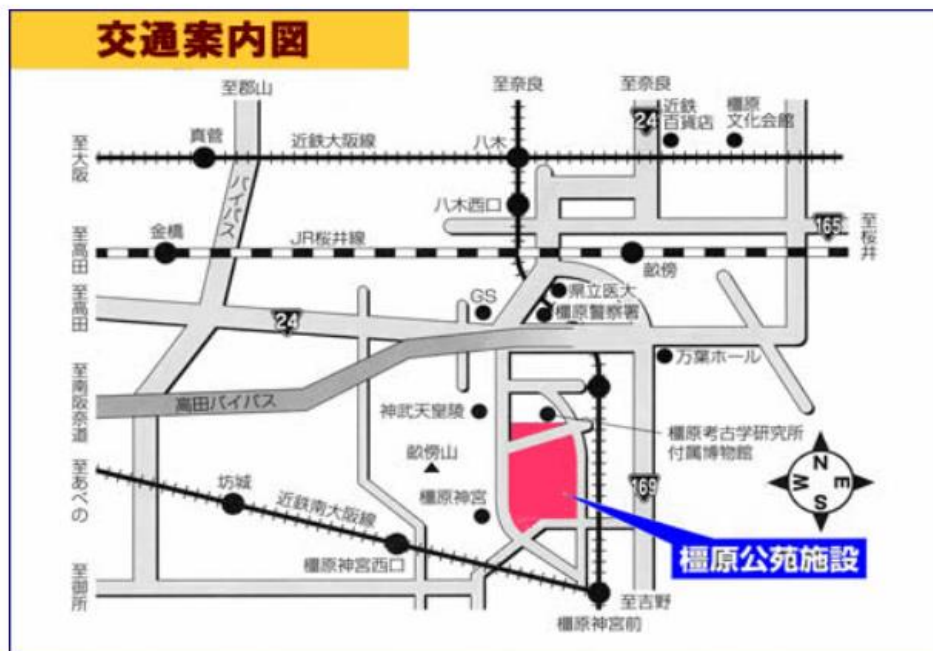 交通案内図
至郡山
至奈良
至奈良
24
近鉄
百貨店
橿原
文化会館
真管
近鉄大阪線
八木
至大阪
バイパス
八木西口
165
至桜井
至高田
金橋
JR桜井線
畝傍
至高田
24
GS
県立医大
橿原警察署
万葉ホール
至南阪奈道
高田バイパス
神武天皇陵
橿原考古学研究所
付属博物館
畝傍山
N
W
E
S
至あべの
坊城
近鉄南大阪線
橿原神宮
169
橿原公苑施設
橿原神宮西口
至御所
至吉野
橿原神宮前